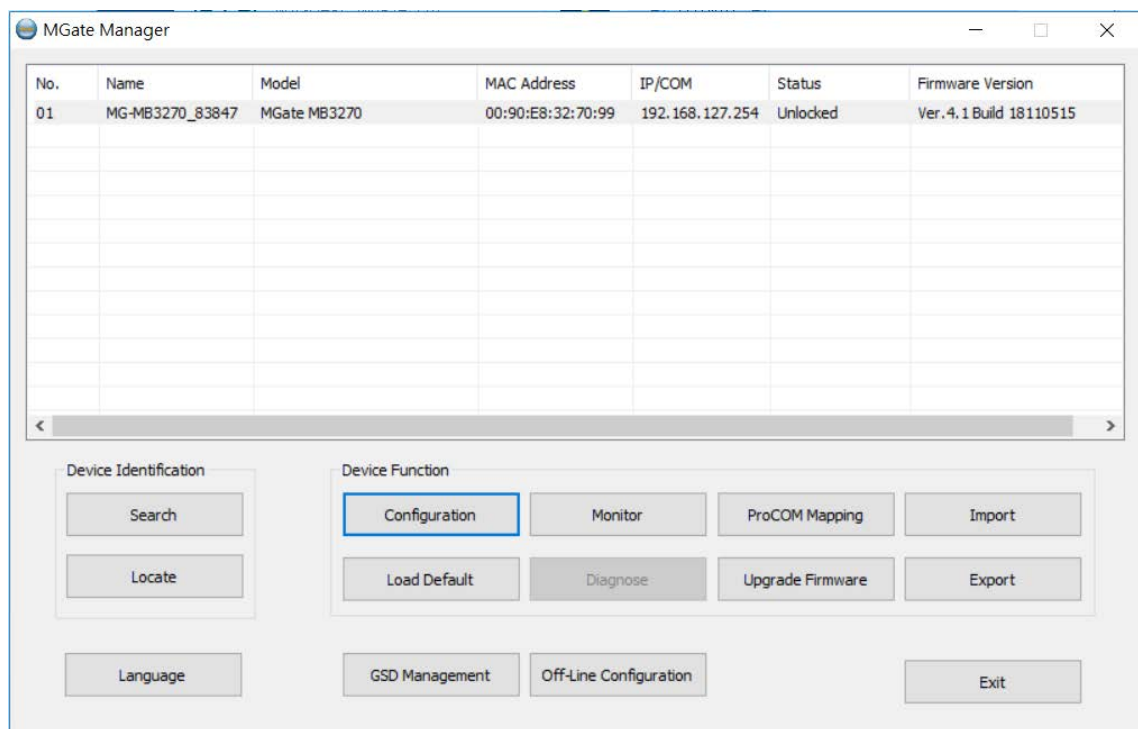 MGate Manager
No. Name Model MAC Address IP/COM Status Firmware Version
01 MG-MB3270_83847 MGate MB3270 00:90:E8:32:70:99 192.168.127.254 Unlocked Ver.4.1 Build 18110515
Device Identification Device Function
Search Configuration Monitor ProCOM Mapping Import
Locate Load Default Diagnose Upgrade Firmware Export
Language GSD Management Off-Line Configuration Exit